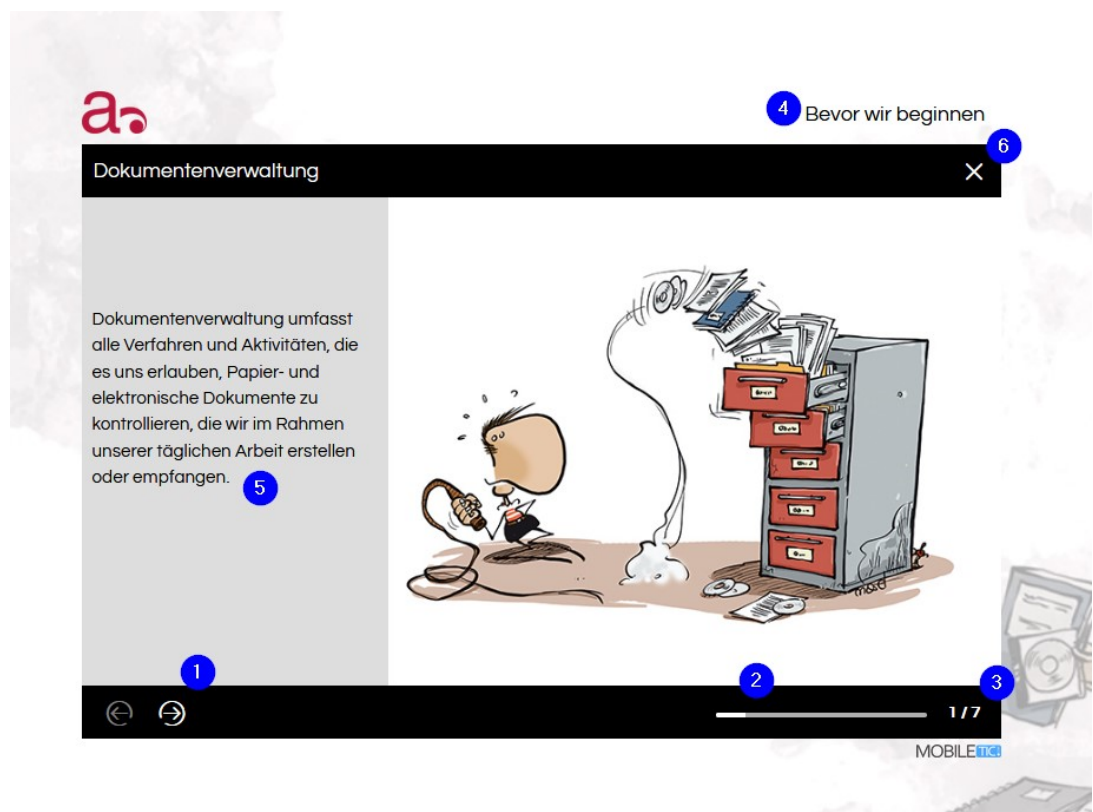 a
4 Bevor wir beginnen
6
Dokumentenverwaltung
Dokumentenverwaltung umfasst
alle Verfahren und Aktivitäten, die
es uns erlauben, Papier- und
elektronische Dokumente zu
kontrollieren, die wir im Rahmen
unserer täglichen Arbeit erstellen
oder empfangen.
5
1
2
3
1/7
MOBILETIC!